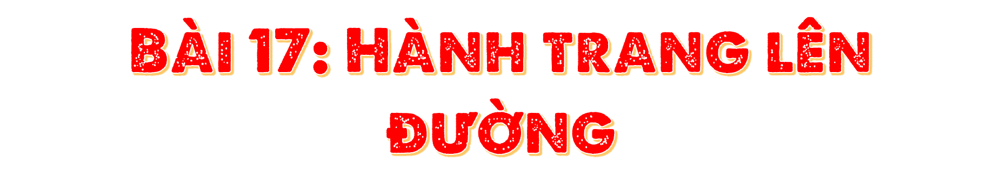 BÀI 17: HÀNH TRANG LÊN
ĐƯỜNG